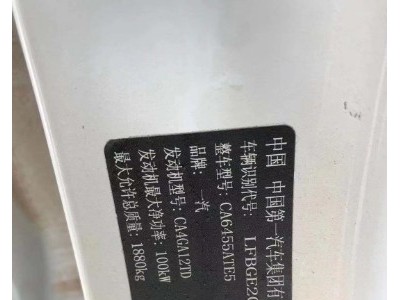 中国 中国第一汽车集团有
车辆识别代号: LFBGE20
整车型号: CA6455ATE5
品牌: 一汽
发动机型号: CA4GA12TD
发动机最大净功率: 100kW
最大允许总质量: 1880kg